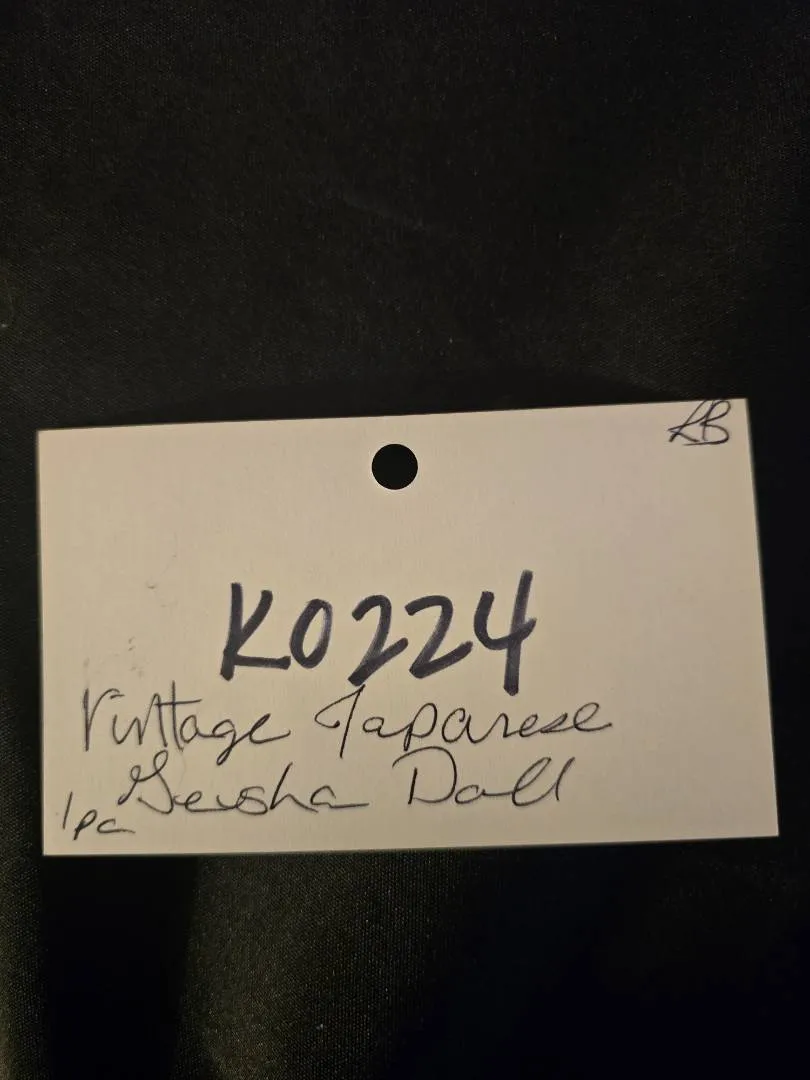 LB
K0224
Vintage Japanese
Geisha Doll
1pc